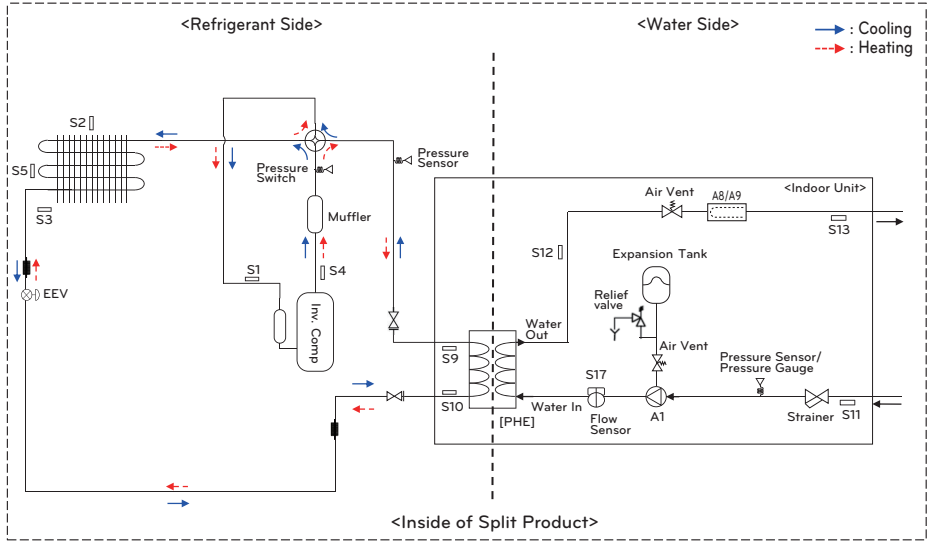 <Refrigerant Side>
<Water Side>
: Cooling
: Heating
S2
S5
S3
EEV
Pressure
Switch
Pressure
Sensor
Muffler
S1
S4
Inv. Comp
<Indoor Unit>
Air Vent
A8/A9
S13
S12
Expansion Tank
Relief
valve
Water
Out
Air Vent
Pressure Sensor/
Pressure Gauge
S9
S10
[PHE]
Water In
S17
Flow
Sensor
A1
Strainer
S11
<Inside of Split Product>